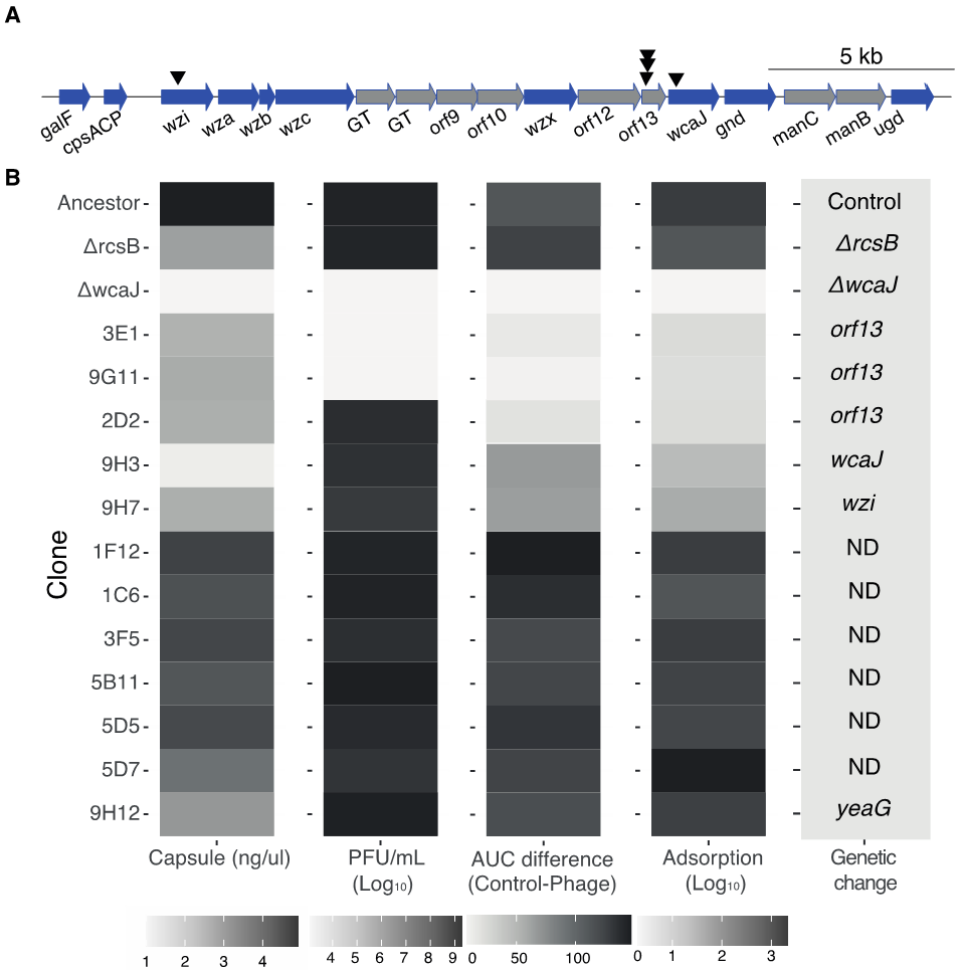 A
5 kb
galF cpsACP wzi wza wzb wzc GT GT orf9 orf10 wzx orf12 orf13 wcaJ gnd manC manB ugd
B
Clone
Ancestor- - - - - Control
ΔrcsB- - - - - ΔrcsB
ΔwcaJ- - - - - ΔwcaJ
3E1- - - - - orf13
9G11- - - - - orf13
2D2- - - - - orf13
9H3- - - - - wcaJ
9H7- - - - - wzi
1F12- - - - - ND
1C6- - - - - ND
3F5- - - - - ND
5B11- - - - - ND
5D5- - - - - ND
5D7- - - - - ND
9H12- - - - - yeaG
Capsule (ng/ul) PFU/mL AUC difference Adsorption Genetic
(Log₁₀) (Control-Phage) (Log₁₀) change
1 2 3 4 4 5 6 7 8 9 0 50 100 0 1 2 3